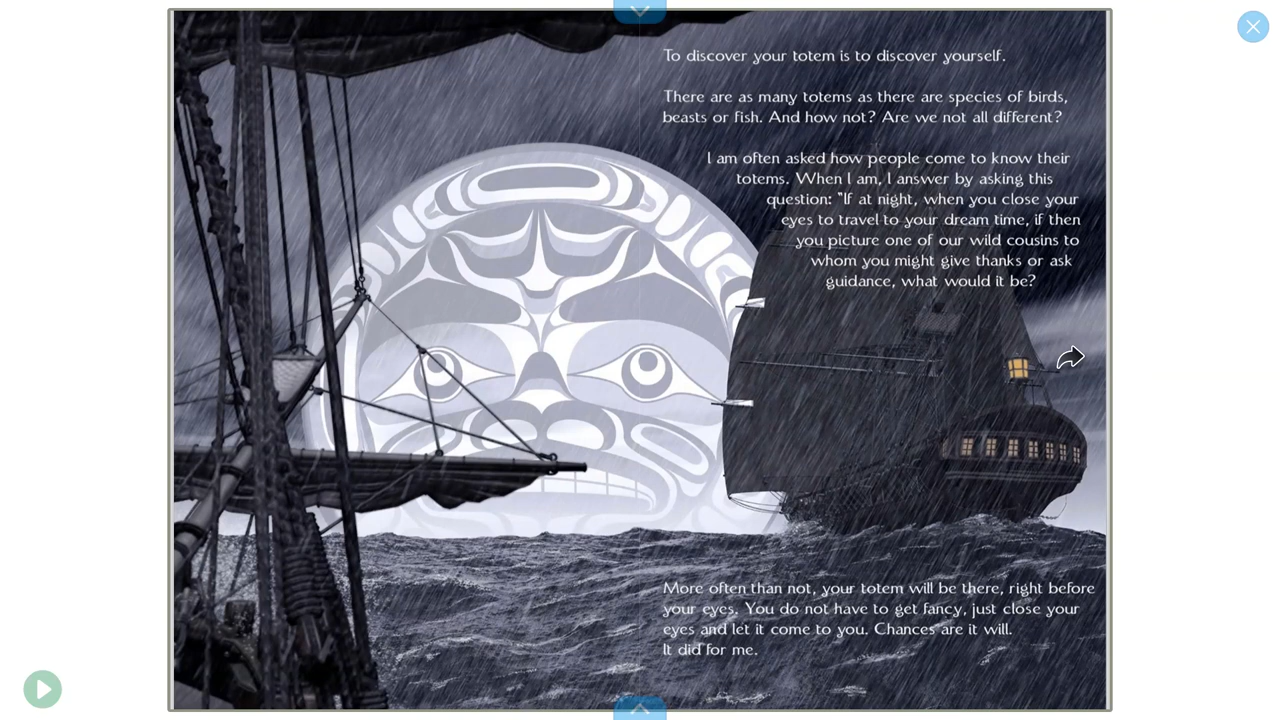 To discover your totem is to discover yourself.
There are as many totems as there are species of birds,
beasts or fish. And how not? Are we not all different?
I am often asked how people come to know their
totems. When I am, I answer by asking this
question: "If at night, when you close your
eyes to travel to your dream time, if then
you picture one of our wild cousins to
whom you might give thanks or ask
guidance, what would it be?
More often than not, your totem will be there, right before
your eyes. You do not have to get fancy, just close your
eyes and let it come to you. Chances are it will.
It did for me.